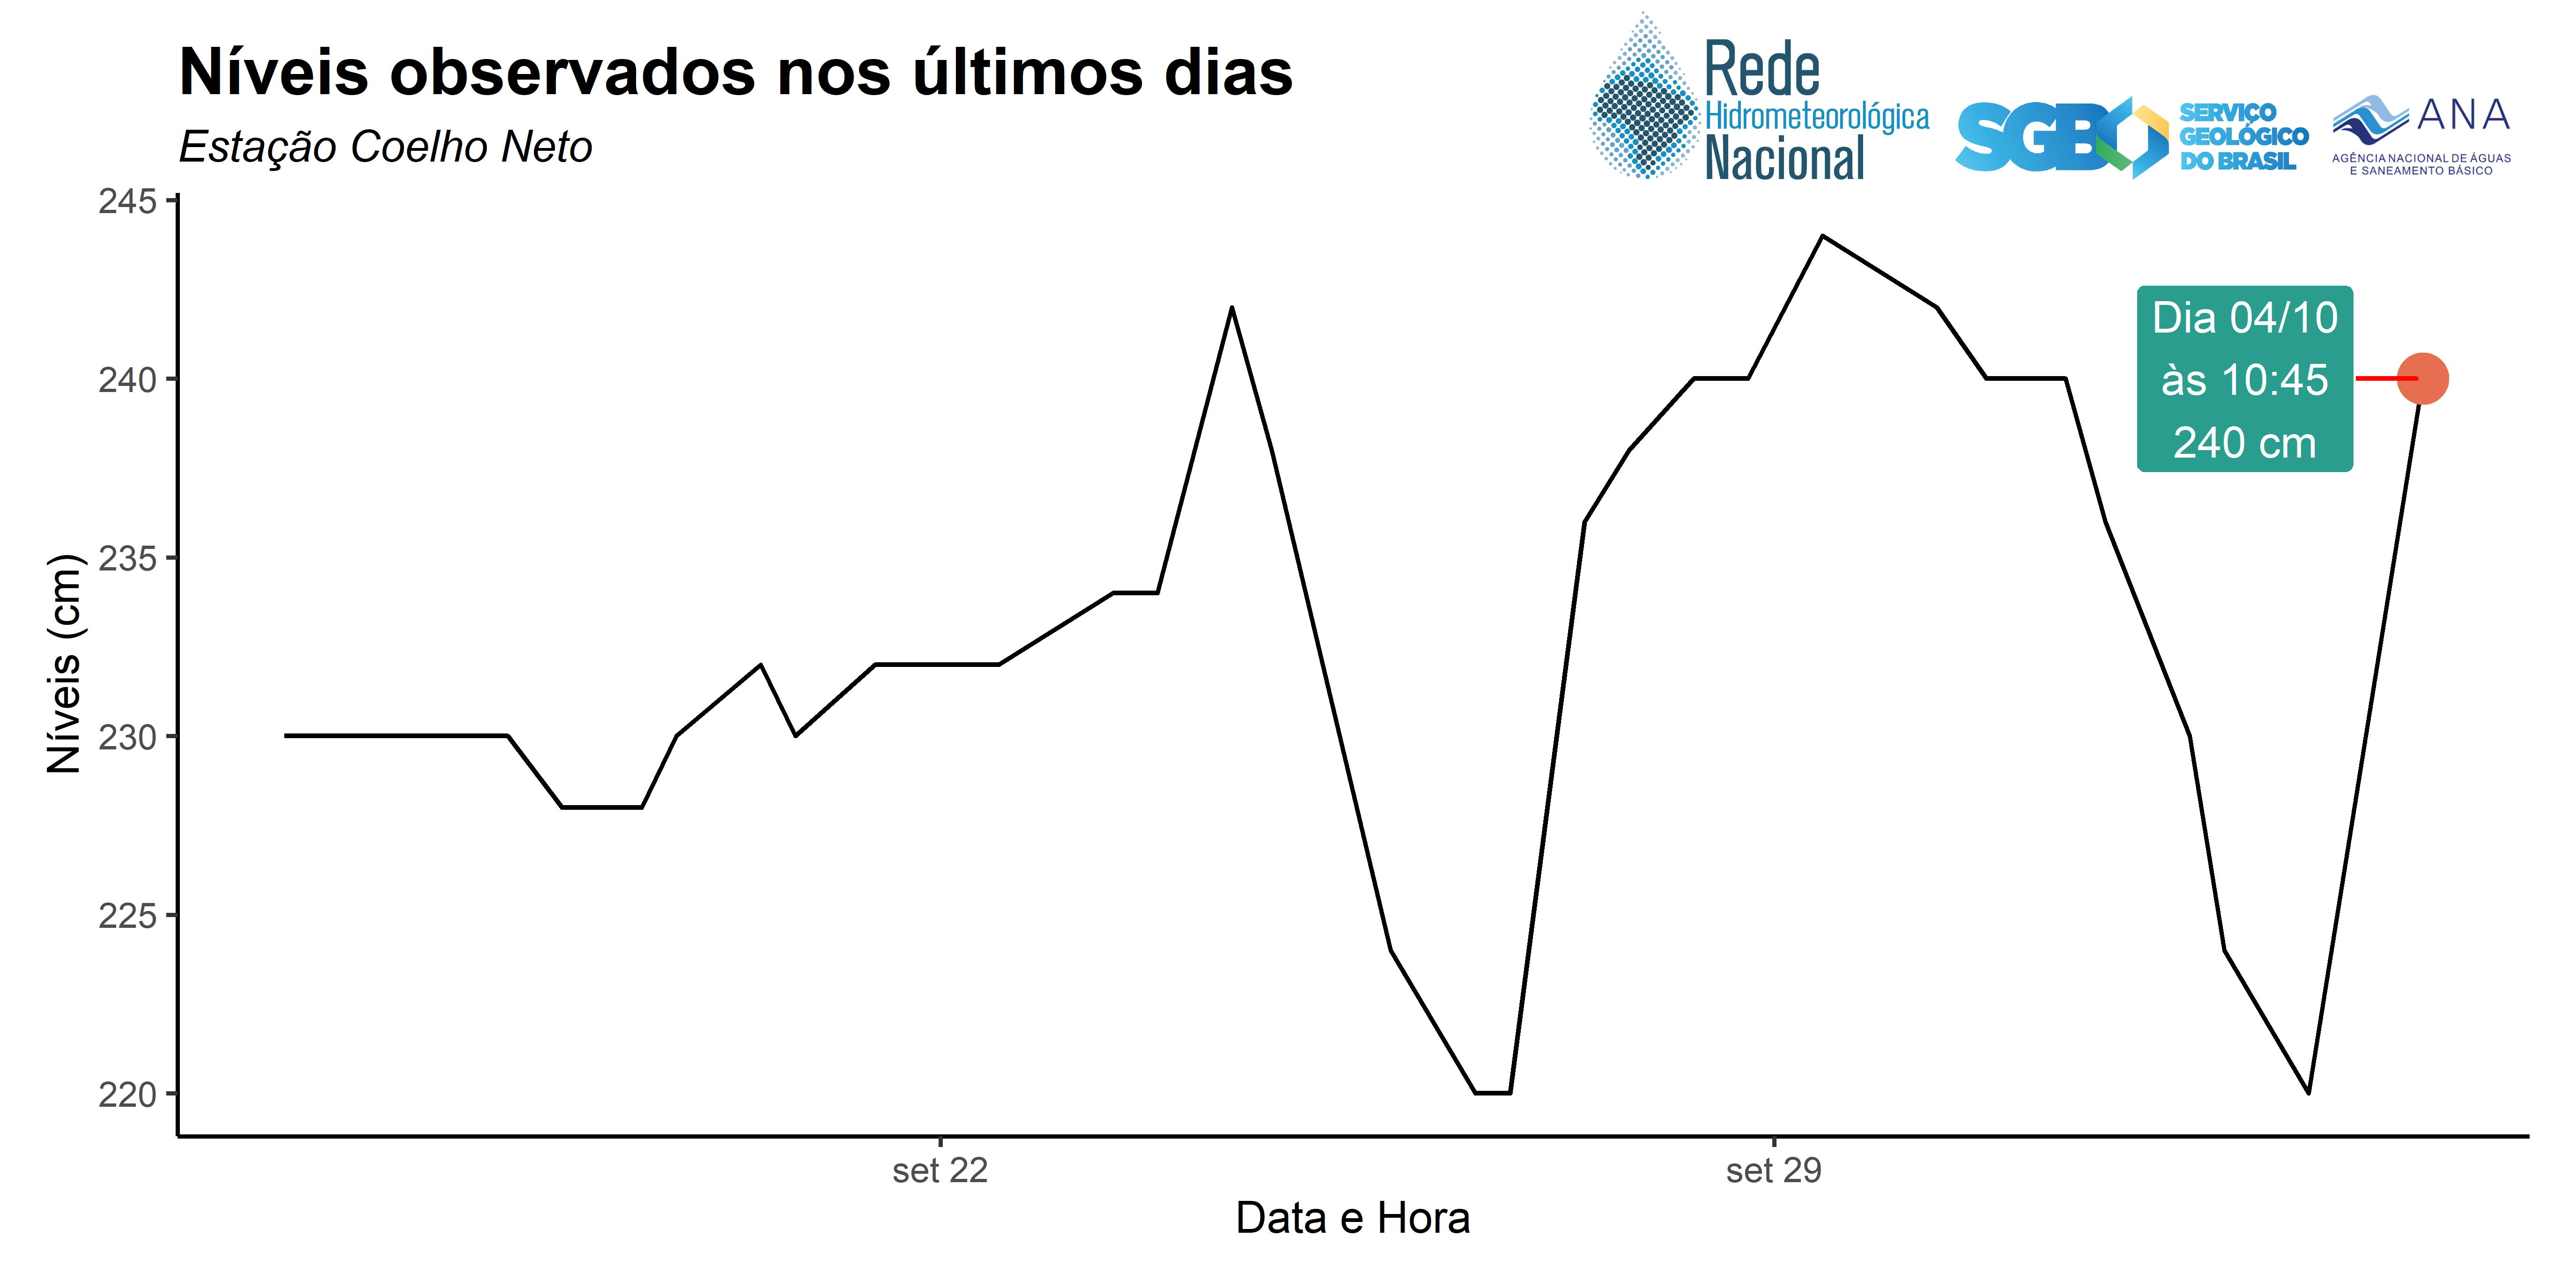 Níveis observados nos últimos dias
Estação Coelho Neto
Rede
Hidrometeorológica
Nacional
SGB
SERVIÇO
GEOLÓGICO
DO BRASIL
ANA
AGÊNCIA NACIONAL DE ÁGUAS
E SANEAMENTO BÁSICO
Níveis (cm)
245
240
235
230
225
220
Dia 04/10
às 10:45
240 cm
set 22
set 29
Data e Hora